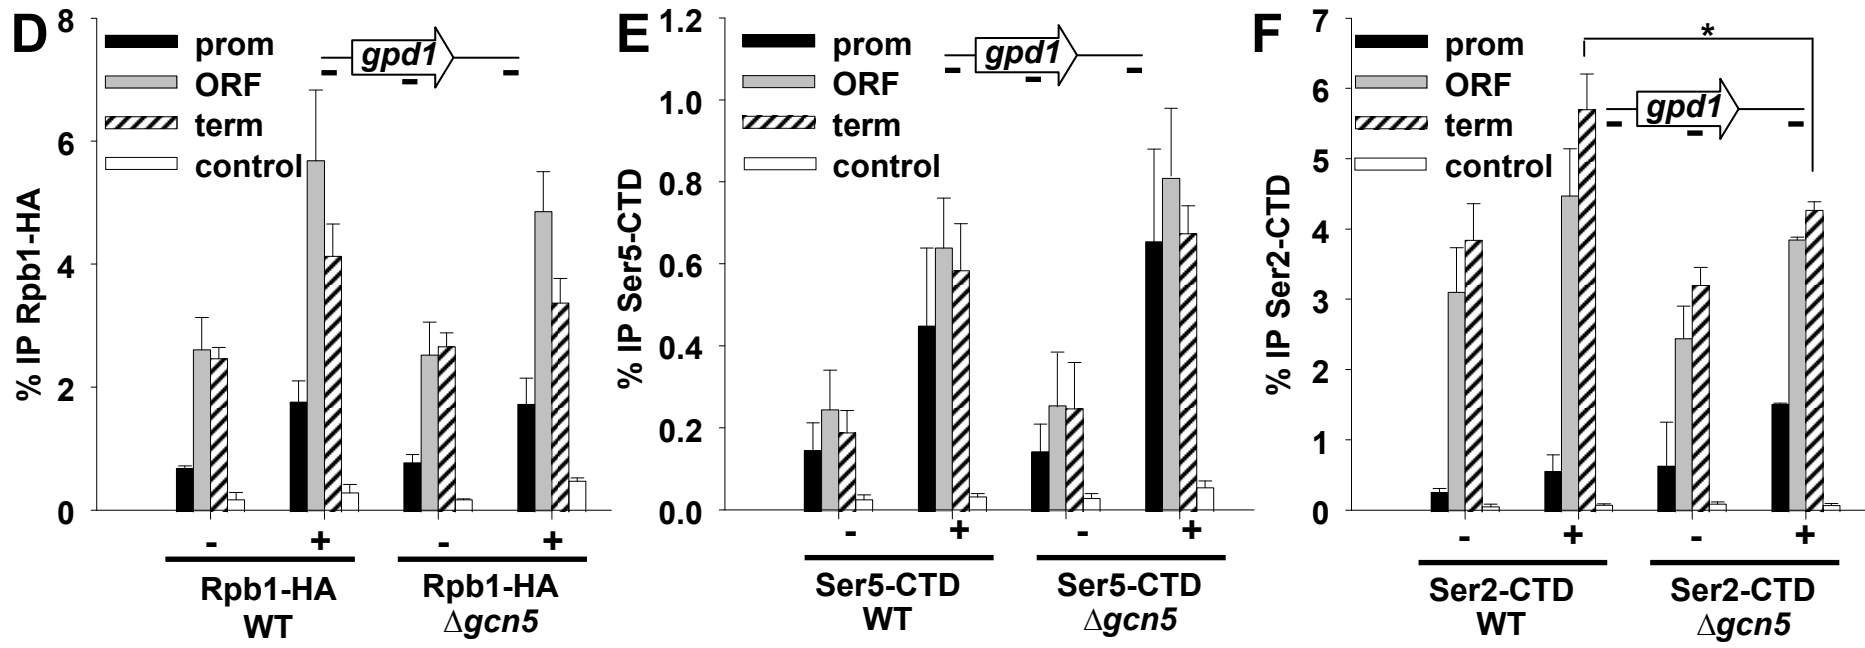 D
% IP Rpb1-HA
8
6
4
2
0
prom
ORF
term
control
gpd1
- + - +
Rpb1-HA
WT
Rpb1-HA
Δgcn5
E
% IP Ser5-CTD
1.2
1.0
0.8
0.6
0.4
0.2
0.0
prom
ORF
term
control
gpd1
- + - +
Ser5-CTD
WT
Ser5-CTD
Δgcn5
F
% IP Ser2-CTD
7
6
5
4
3
2
1
0
prom
ORF
term
control
gpd1
*
- + - +
Ser2-CTD
WT
Ser2-CTD
Δgcn5